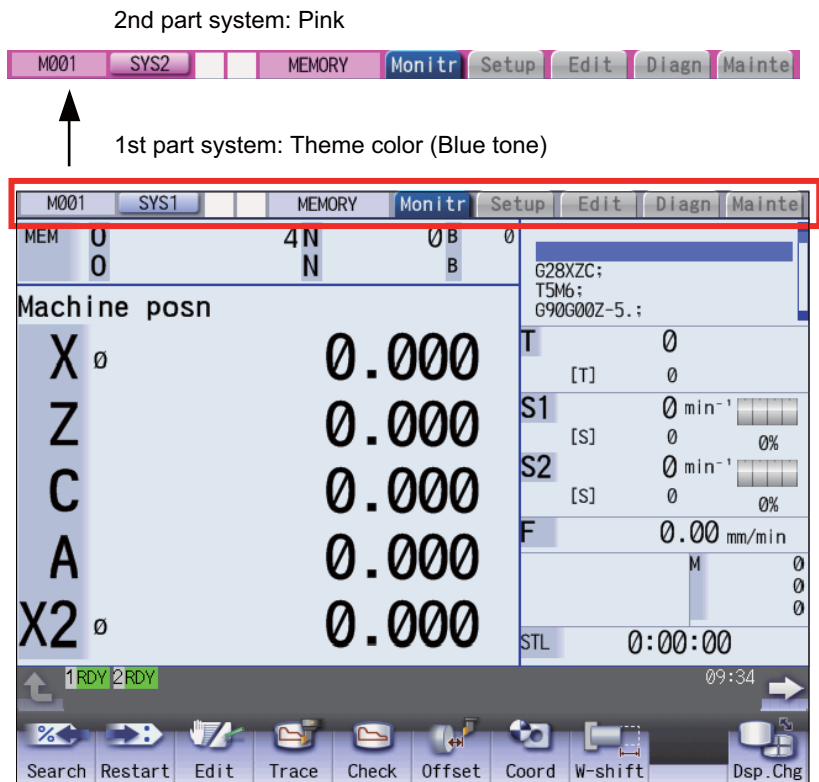 2nd part system: Pink
M001 SYS2 MEMORY Monitr Setup Edit Diagn Mainte
1st part system: Theme color (Blue tone)
M001 SYS1 MEMORY Monitr Setup Edit Diagn Mainte
MEM O 4 N 0 B 0
O N B
G28XZC;
T5M6;
G90G00Z-5.;
Machine posn
X ø 0.000
Z 0.000
C 0.000
A 0.000
X2 ø 0.000
T 0
[T] 0
S1 0 min⁻¹
[S] 0 0%
S2 0 min⁻¹
[S] 0 0%
F 0.00 mm/min
M 0
0
0
STL 0:00:00
1RDY 2RDY 09:34
Search Restart Edit Trace Check Offset Coord W-shift Dsp.Chg